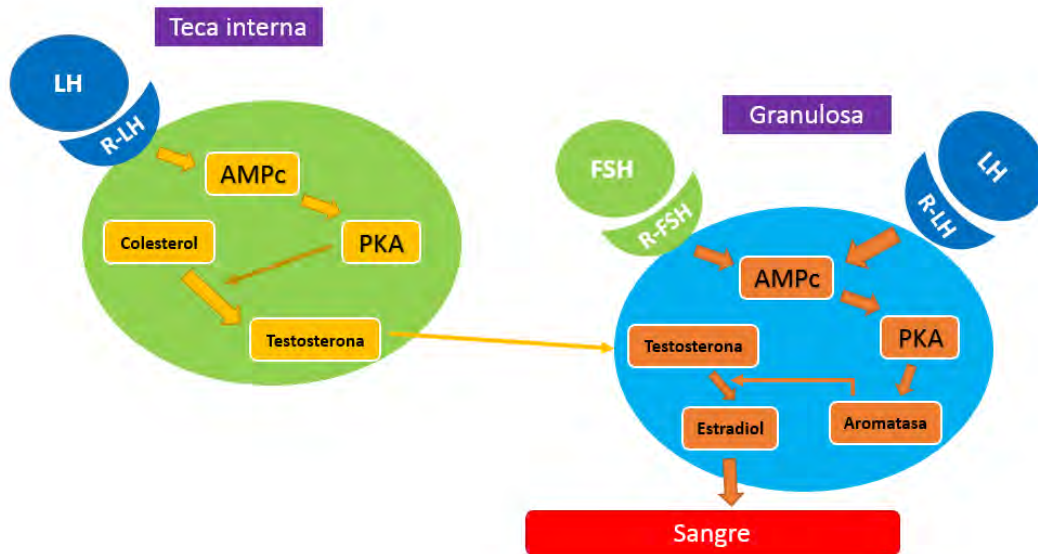 Teca interna
LH
R-LH
AMPc
Colesterol
PKA
Testosterona
Granulosa
FSH
R-FSH
LH
R-LH
AMPc
Testosterona
PKA
Estradiol
Aromatasa
Sangre